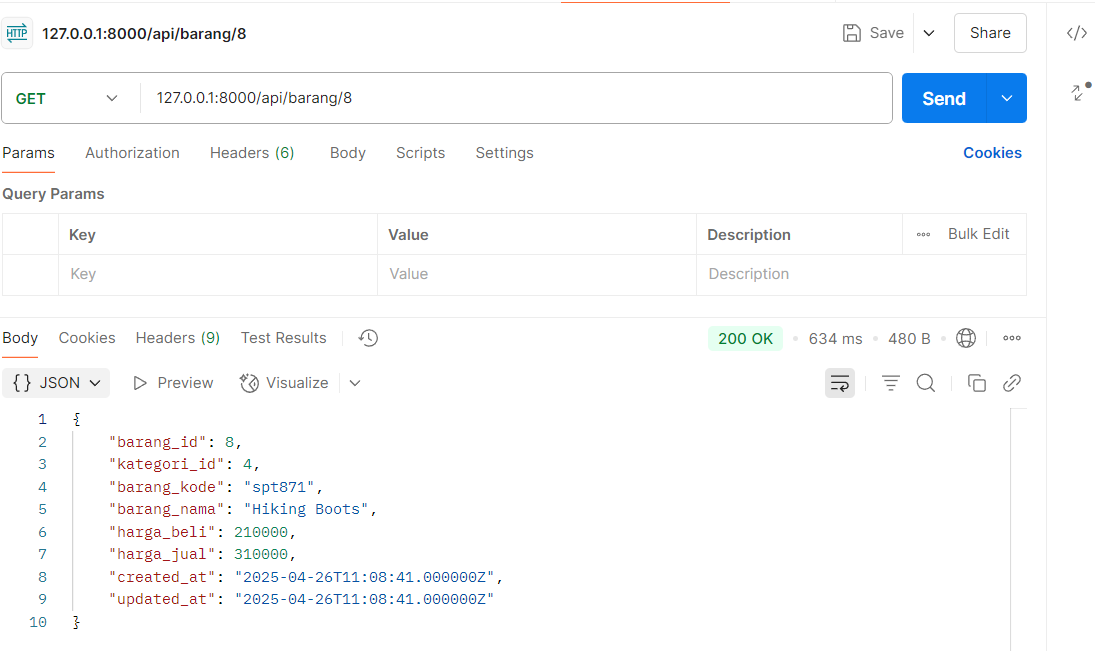 HTTP 127.0.0.1:8000/api/barang/8 Save Share </>
GET 127.0.0.1:8000/api/barang/8 Send
Params Authorization Headers (6) Body Scripts Settings Cookies
Query Params
Key Value Description Bulk Edit
Key Value Description
Body Cookies Headers (9) Test Results 200 OK • 634 ms • 480 B •
{} JSON Preview Visualize
1 {
2 "barang_id": 8,
3 "kategori_id": 4,
4 "barang_kode": "spt871",
5 "barang_nama": "Hiking Boots",
6 "harga_beli": 210000,
7 "harga_jual": 310000,
8 "created_at": "2025-04-26T11:08:41.000000Z",
9 "updated_at": "2025-04-26T11:08:41.000000Z"
10 }